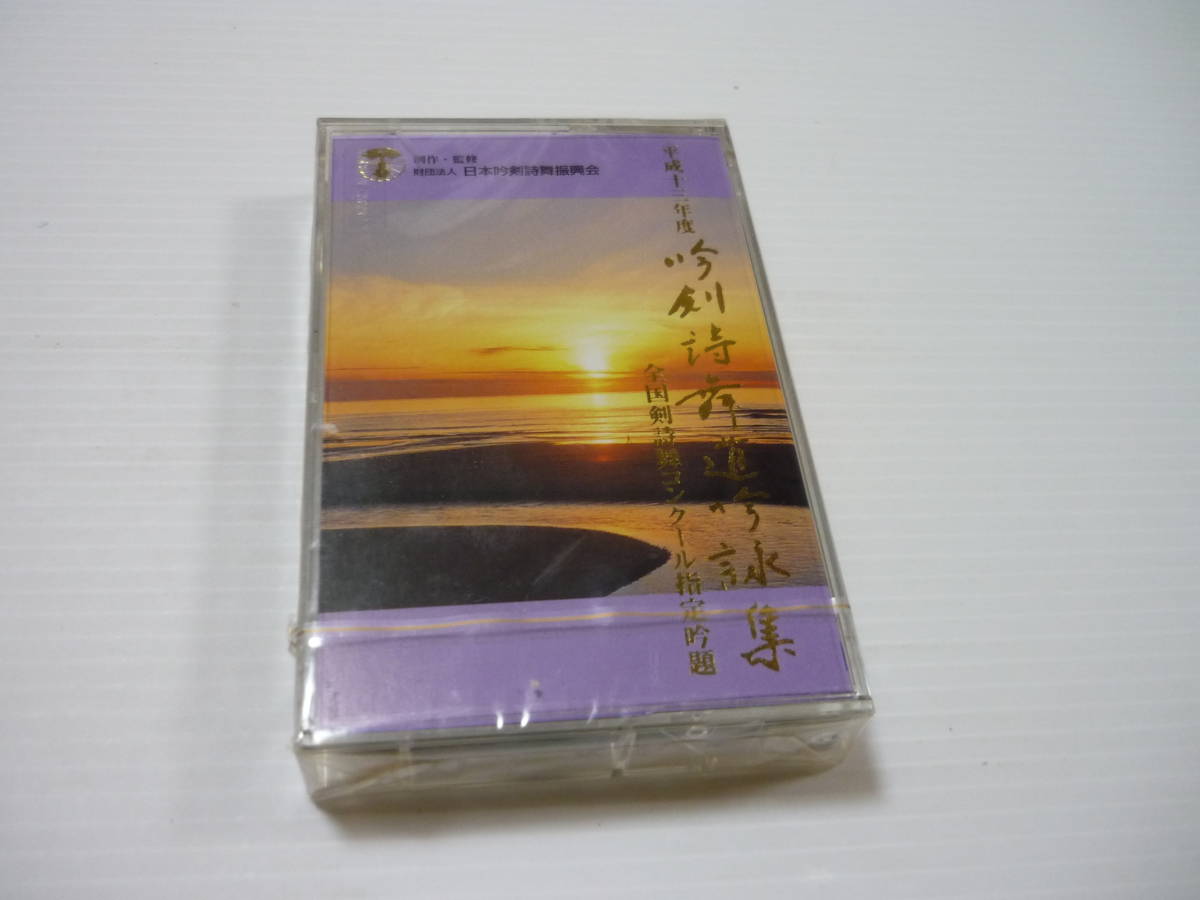 制作・監修
財団法人 日本吟剣詩舞振興会
平成十三年度
吟剣詩舞道吟詠集
全国剣詩舞コンクール指定吟題